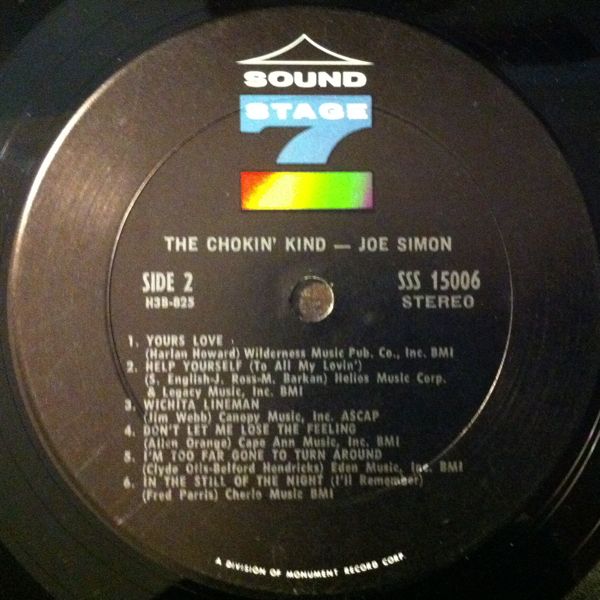 SOUND
STAGE
7
THE CHOKIN' KIND — JOE SIMON
SIDE 2
H3B-825
SSS 15006
STEREO
1. YOURS LOVE
(Harlan Howard) Wilderness Music Pub. Co., Inc. BMI
2. HELP YOURSELF (To All My Lovin')
(S. English-J. Ross-M. Barkan) Helios Music Corp.
& Legacy Music, Inc. BMI
3. WICHITA LINEMAN
(Jim Webb) Canopy Music, Inc. ASCAP
4. DON'T LET ME LOSE THE FEELING
(Allen Orange) Cape Ann Music, Inc. BMI
5. I'M TOO FAR GONE TO TURN AROUND
(Clyde Otis-Belford Hendricks) Eden Music, Inc. BMI
6. IN THE STILL OF THE NIGHT (I'll Remember)
(Fred Parris) Cherio Music BMI
A DIVISION OF MONUMENT RECORD CORP.